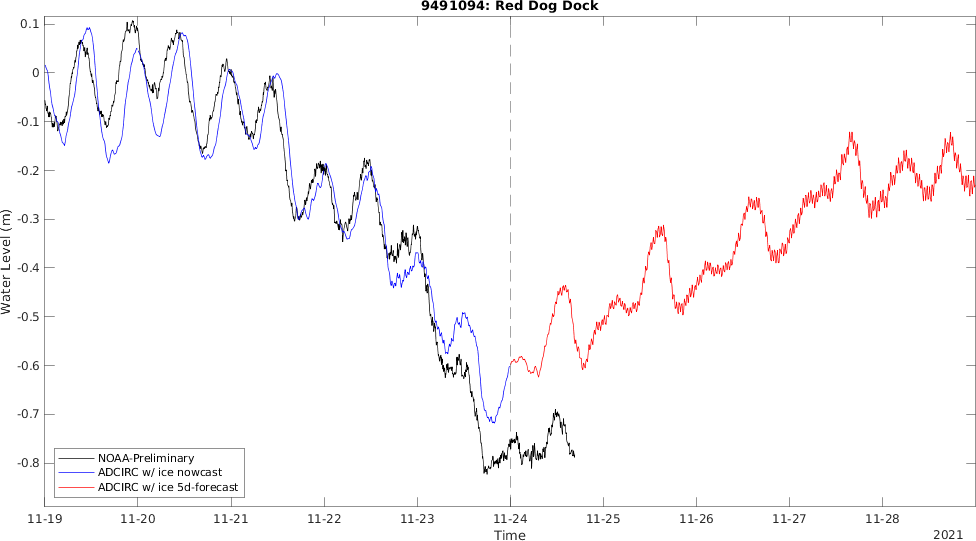 9491094: Red Dog Dock
0.1
0
-0.1
-0.2
-0.3
-0.4
-0.5
-0.6
-0.7
-0.8
Water Level (m)
NOAA-Preliminary
ADCIRC w/ ice nowcast
ADCIRC w/ ice 5d-forecast
11-19 11-20 11-21 11-22 11-23 11-24 11-25 11-26 11-27 11-28
Time
2021